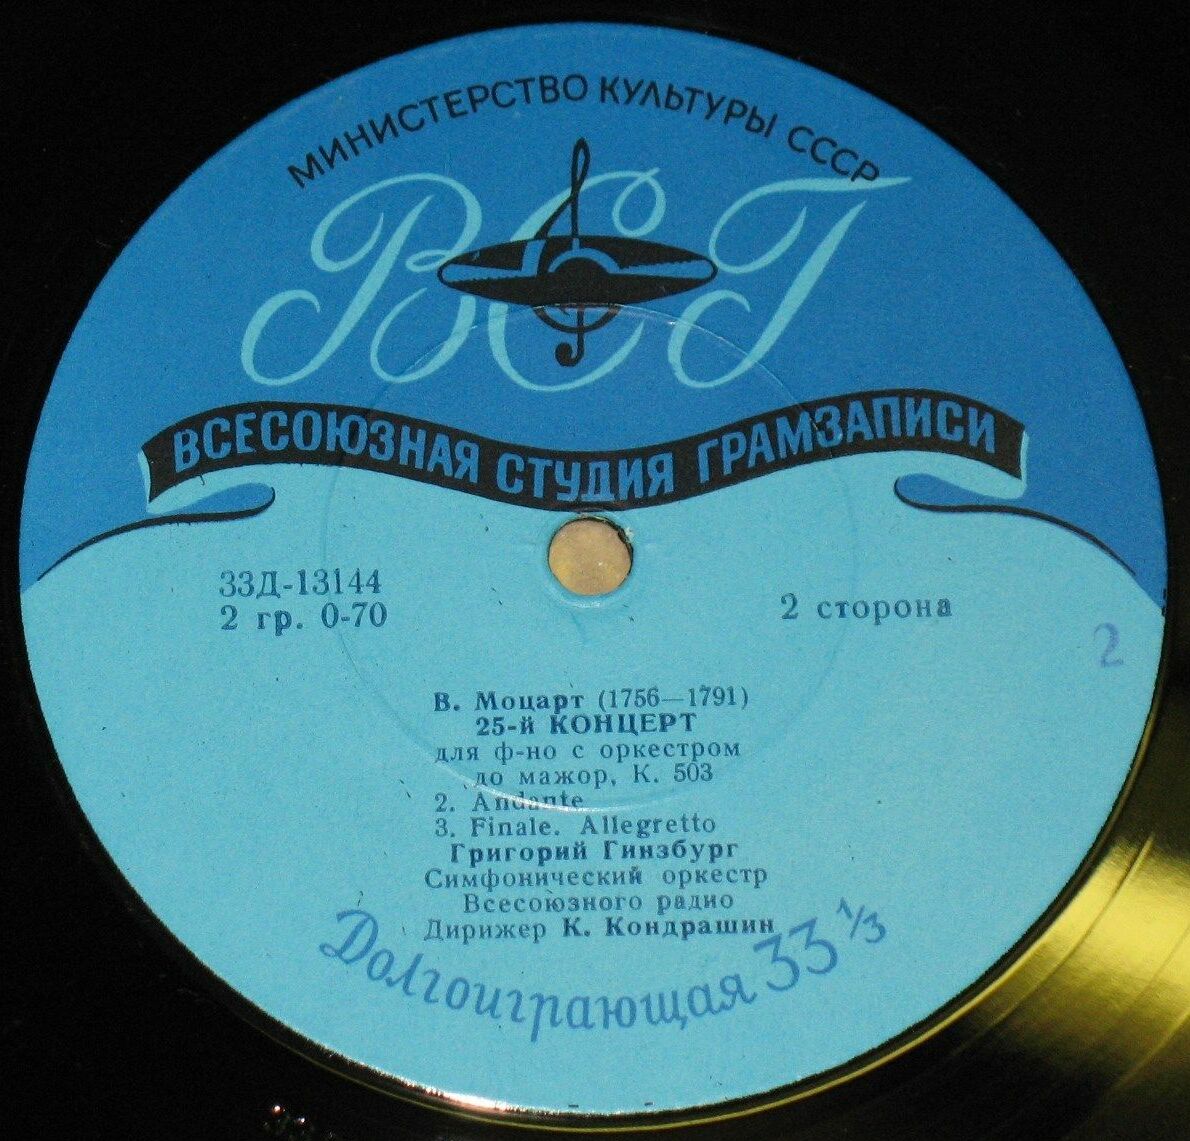 МИНИСТЕРСТВО КУЛЬТУРЫ СССР
ВСГ
ВСЕСОЮЗНАЯ СТУДИЯ ГРАМЗАПИСИ
33Д-13144
2 гр. 0-70
2 сторона
2
В. Моцарт (1756—1791)
25-й КОНЦЕРТ
для ф-но с оркестром
до мажор, К. 503
2. Andante
3. Finale. Allegretto
Григорий Гинзбург
Симфонический оркестр
Всесоюзного радио
Дирижер К. Кондрашин
Долгоиграющая 33 1/3